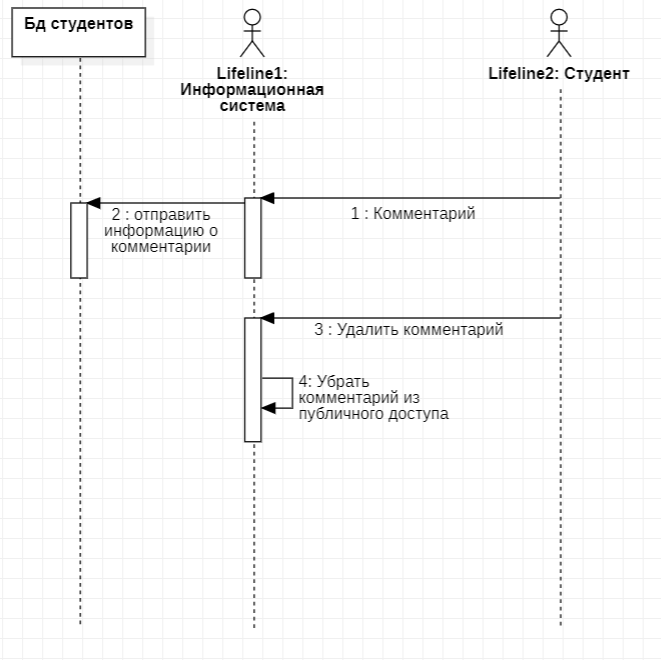 Бд студентов
Lifeline1:
Информационная
система
Lifeline2: Студент
1 : Комментарий
2 : отправить
информацию о
комментарии
3 : Удалить комментарий
4: Убрать
комментарий из
публичного доступа